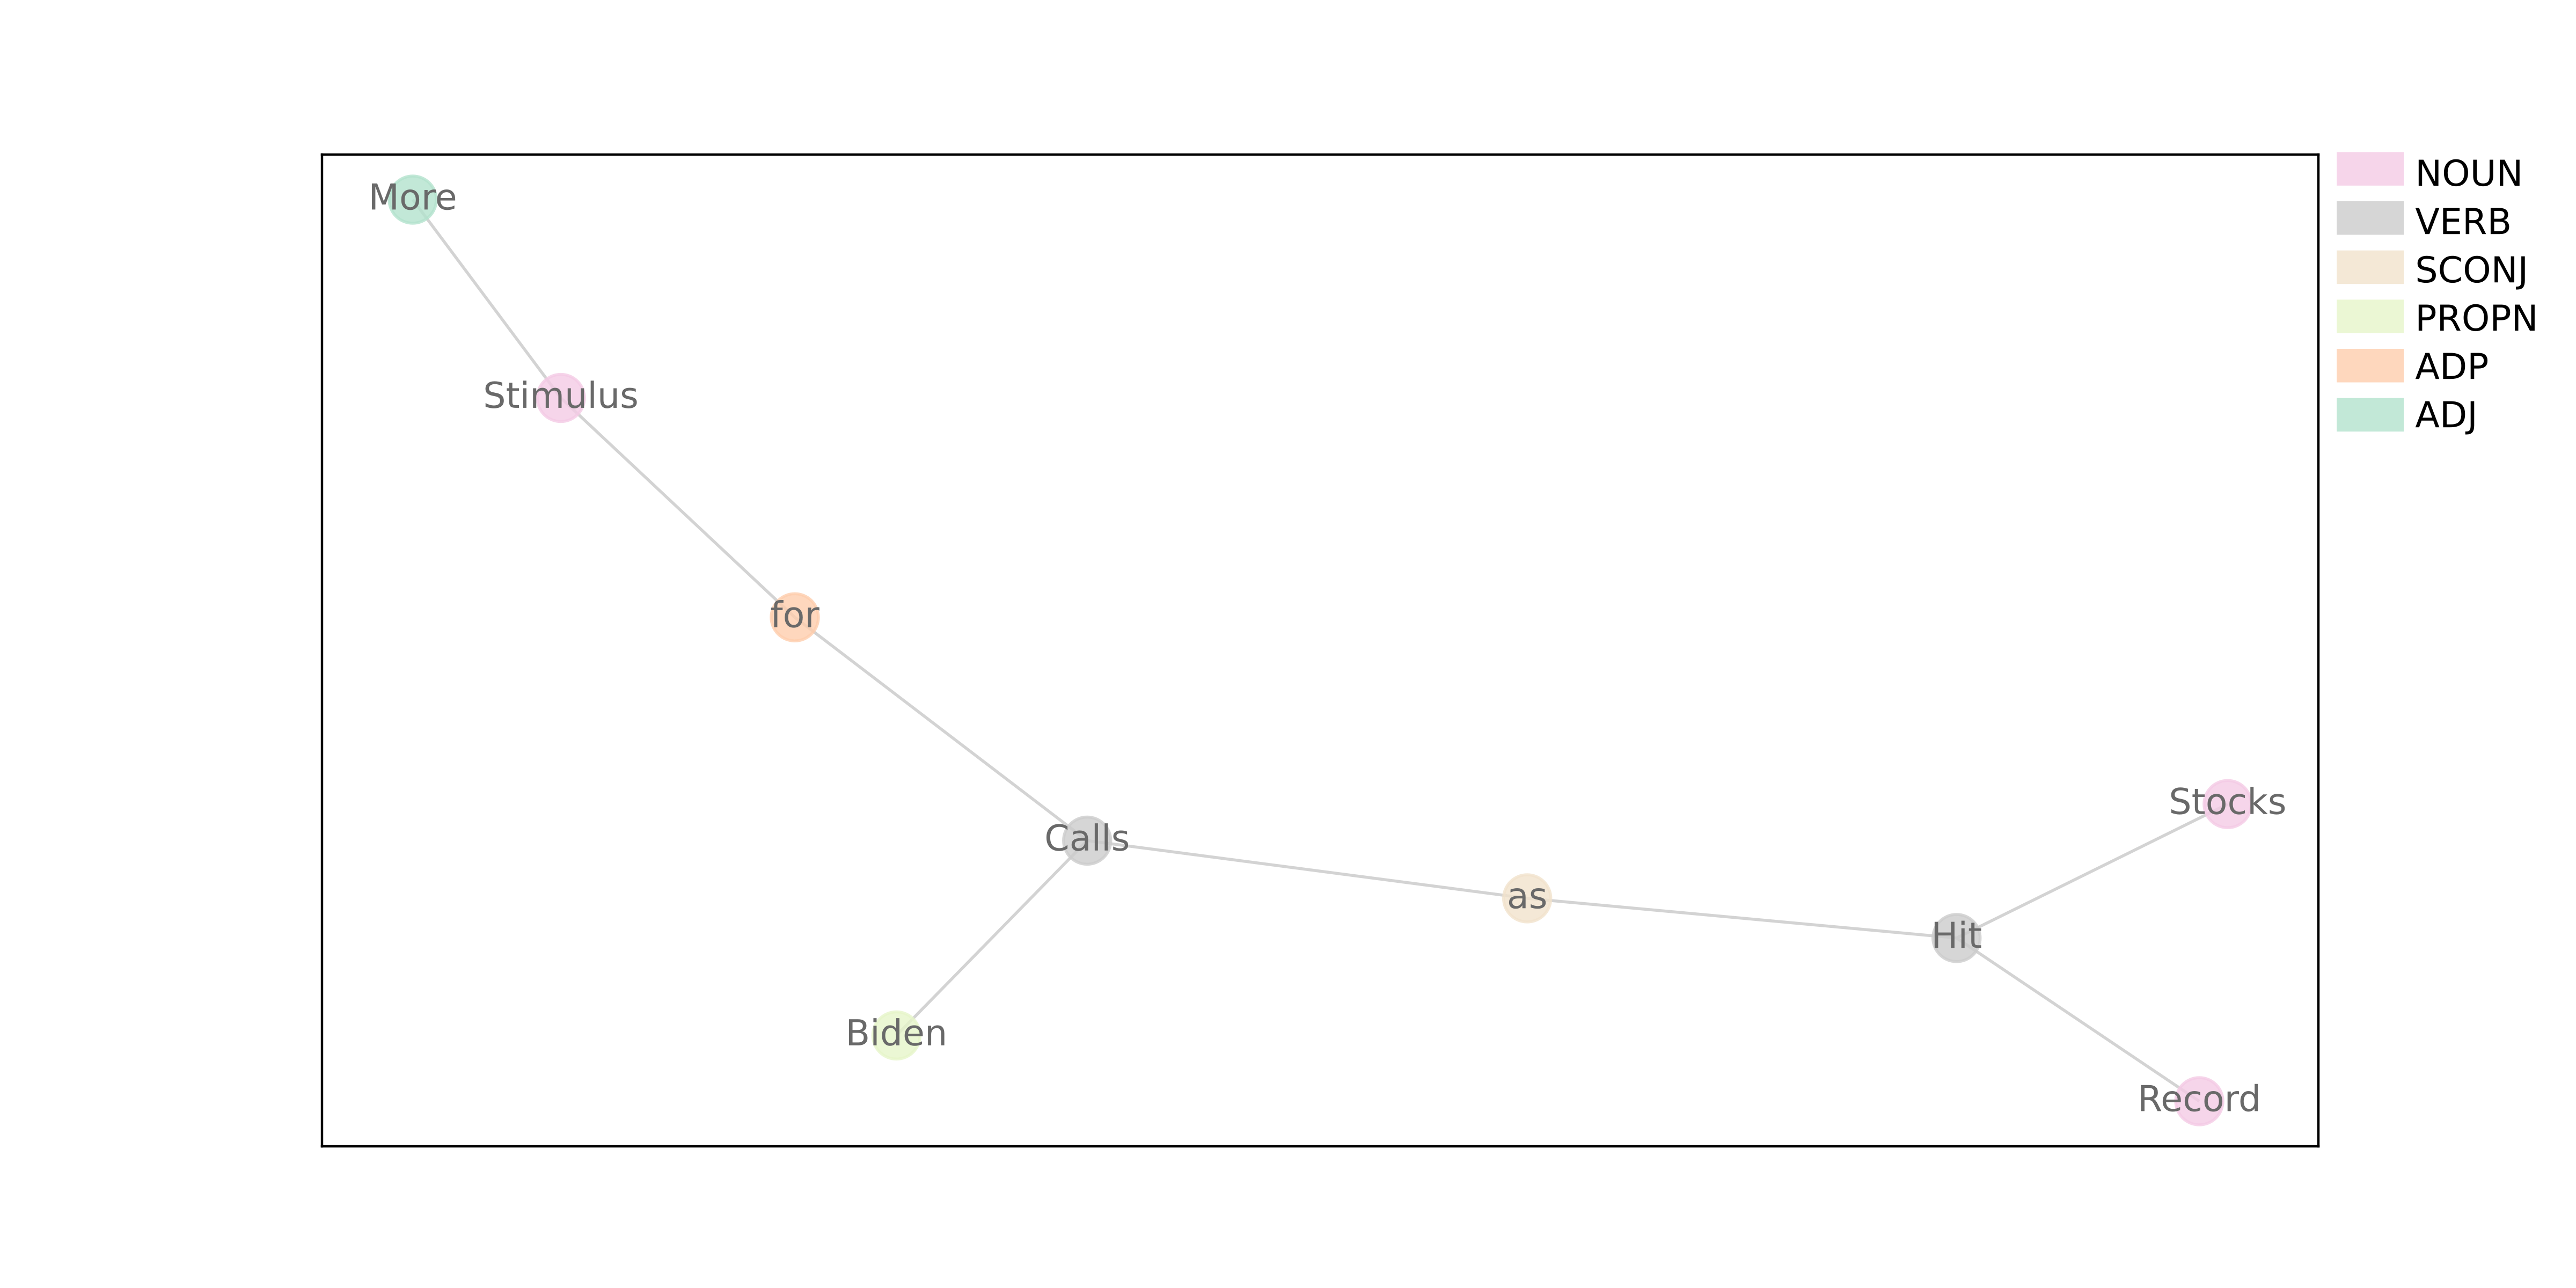 More
Stimulus
for
Calls
as
Stocks
Hit
Biden
Record
NOUN
VERB
SCONJ
PROPN
ADP
ADJ